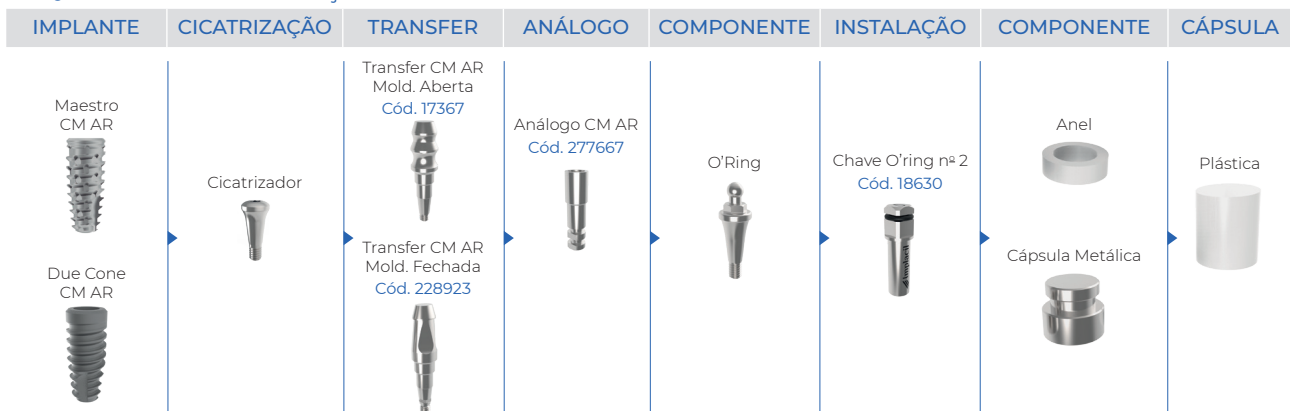 IMPLANTE
CICATRIZAÇÃO
TRANSFER
ANÁLOGO
COMPONENTE
INSTALAÇÃO
COMPONENTE
CÁPSULA
Maestro
CM AR
Due Cone
CM AR
Cicatrizador
Transfer CM AR
Mold. Aberta
Cód. 17367
Transfer CM AR
Mold. Fechada
Cód. 228923
Análogo CM AR
Cód. 277667
O'Ring
Chave O'ring nº 2
Cód. 18630
implacil
Anel
Cápsula Metálica
Plástica